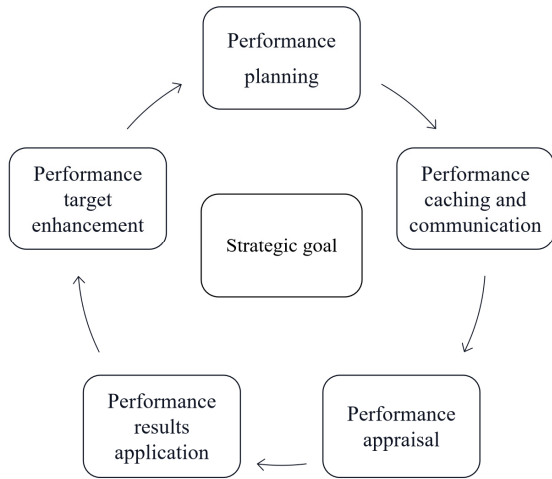 Performance
planning
Performance
caching and
communication
Performance
appraisal
Performance
results
application
Performance
target
enhancement
Strategic goal